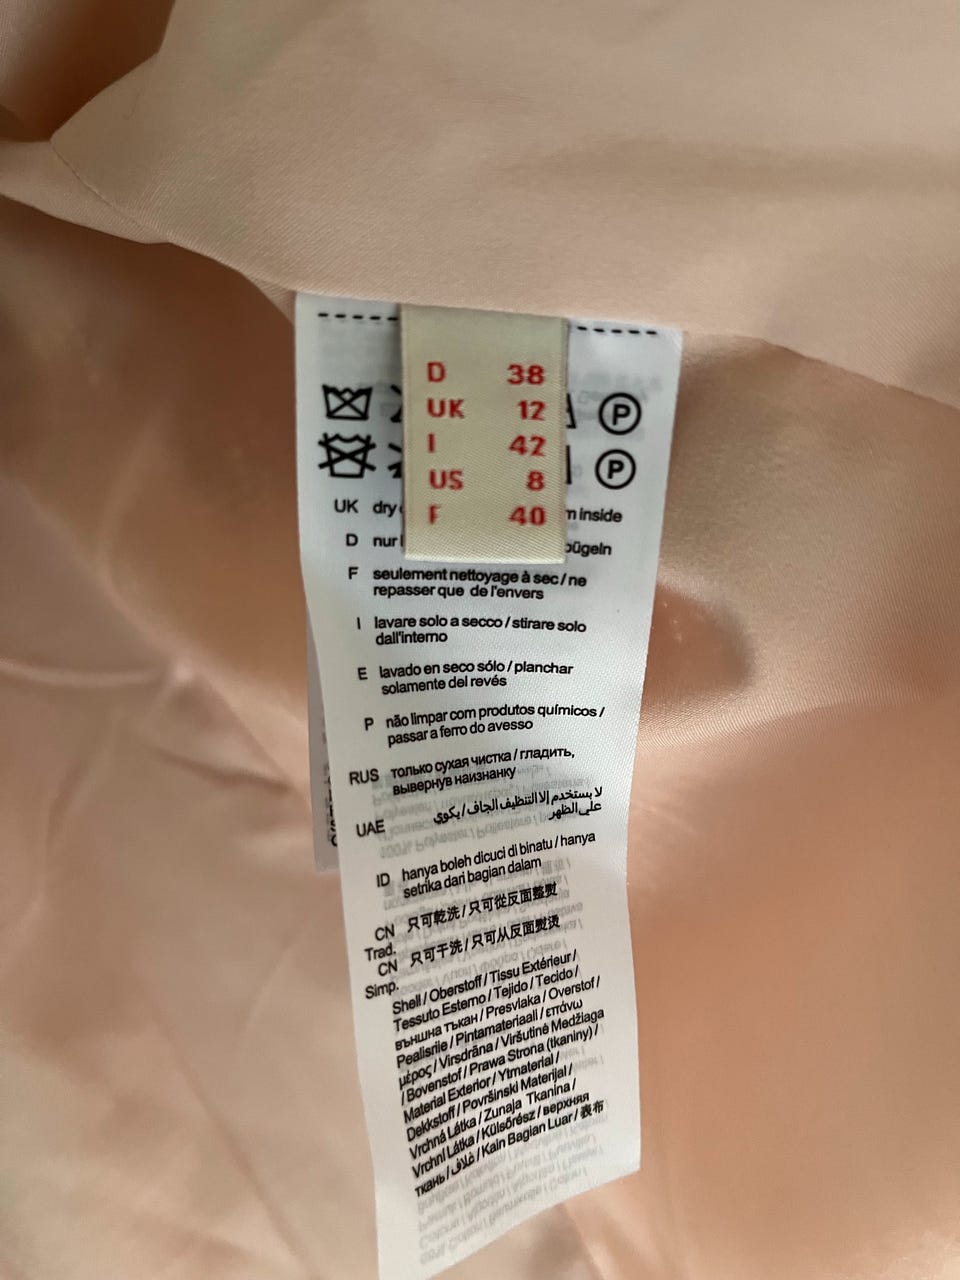 D 38
UK 12
I 42
US 8
F 40
P
P
UK dry m inside
D nur bügeln
F seulement nettoyage à sec / ne
repasser que de l'envers
I lavare solo a secco / stirare solo
dall'interno
E lavado en seco sólo / planchar
solamente del revés
P não limpar com produtos químicos /
passar a ferro do avesso
RUS только сухая чистка / гладить,
вывернув наизнанку
UAE لا يستخدم إلا التنظيف الجاف / يكوي
على الظهر
ID hanya boleh dicuci di binatu / hanya
setrika dari bagian dalam
CN Trad. 只可乾洗 / 只可從反面整熨
CN Simp. 只可干洗 / 只可从反面熨烫
Shell / Oberstoff / Tissu Extérieur /
Tessuto Esterno / Tejido / Tecido /
външна тъкан / Presvlaka / Overstof /
Pealisriie / Pintamateriaali / επάνω
μέρος / Virsdrāna / Viršutinė Medžiaga
/ Bovenstof / Prawa Strona (tkaniny) /
Material Exterior / Ytmaterial /
Dekkstoff / Površinski Materijal /
Vrchná Látka / Zunaja Tkanina /
Vrchní Látka / Külsőrész / верхняя
ткань / غلاف / Kain Bagian Luar / 表布